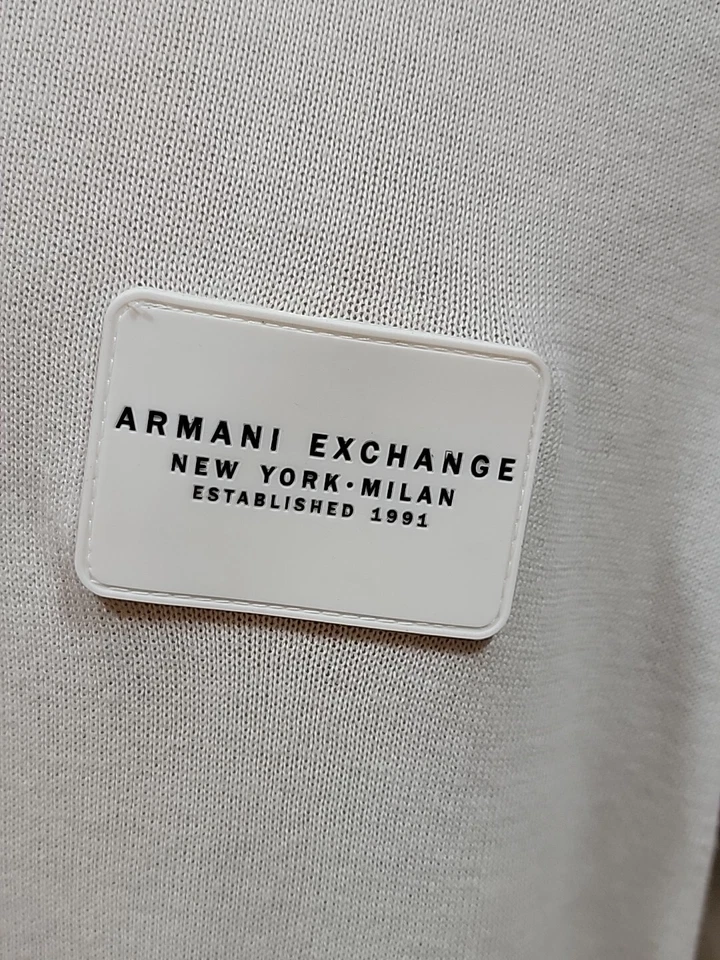 ARMANI EXCHANGE
NEW YORK·MILAN
ESTABLISHED 1991